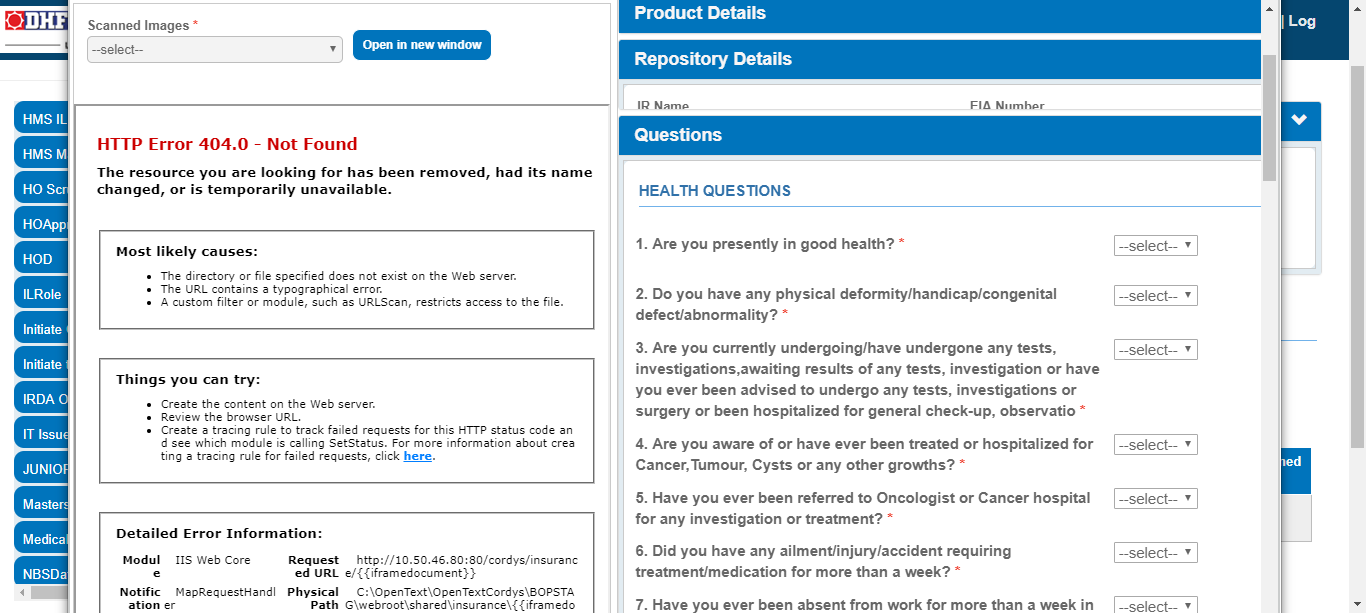 DHF
| Log
HMS IL
HMS M
HO Scr
HOAppr
HOD
ILRole
Initiate
Initiate
IRDA O
IT Issue
JUNIOR
Masters
Medical
NBSDa
Scanned Images *
--select--
Open in new window
HTTP Error 404.0 - Not Found
The resource you are looking for has been removed, had its name
changed, or is temporarily unavailable.
Most likely causes:
• The directory or file specified does not exist on the Web server.
• The URL contains a typographical error.
• A custom filter or module, such as URLScan, restricts access to the file.
Things you can try:
• Create the content on the Web server.
• Review the browser URL.
• Create a tracing rule to track failed requests for this HTTP status code an
d see which module is calling SetStatus. For more information about crea
ting a tracing rule for failed requests, click here.
Detailed Error Information:
Modul IIS Web Core Request http://10.50.46.80:80/cordys/insuranc
e ed URL e/{{iframedocument}}
Notific MapRequestHandl Physical C:\OpenText\OpenTextCordys\BOPSTA
ation er Path G\webroot\shared\insurance\{{iframedo
Product Details
Repository Details
IR Name EIA Number
Questions
HEALTH QUESTIONS
1. Are you presently in good health? * --select--
2. Do you have any physical deformity/handicap/congenital --select--
defect/abnormality? *
3. Are you currently undergoing/have undergone any tests, --select--
investigations,awaiting results of any tests, investigation or have
you ever been advised to undergo any tests, investigations or
surgery or been hospitalized for general check-up, observatio *
4. Are you aware of or have ever been treated or hospitalized for --select--
Cancer,Tumour, Cysts or any other growths? *
5. Have you ever been referred to Oncologist or Cancer hospital --select--
for any investigation or treatment? *
6. Did you have any ailment/injury/accident requiring --select--
treatment/medication for more than a week? *
7. Have you ever been absent from work for more than a week in --select--
ned